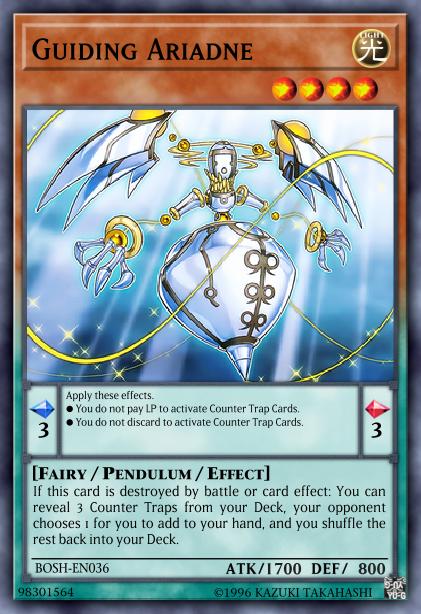 GUIDING ARIADNE
LIGHT
光
Apply these effects.
● You do not pay LP to activate Counter Trap Cards.
● You do not discard to activate Counter Trap Cards.
3
3
[FAIRY / PENDULUM / EFFECT]
If this card is destroyed by battle or card effect: You can
reveal 3 Counter Traps from your Deck, your opponent
chooses 1 for you to add to your hand, and you shuffle the
rest back into your Deck.
BOSH-EN036
ATK/1700 DEF/ 800
98301564
©1996 KAZUKI TAKAHASHI